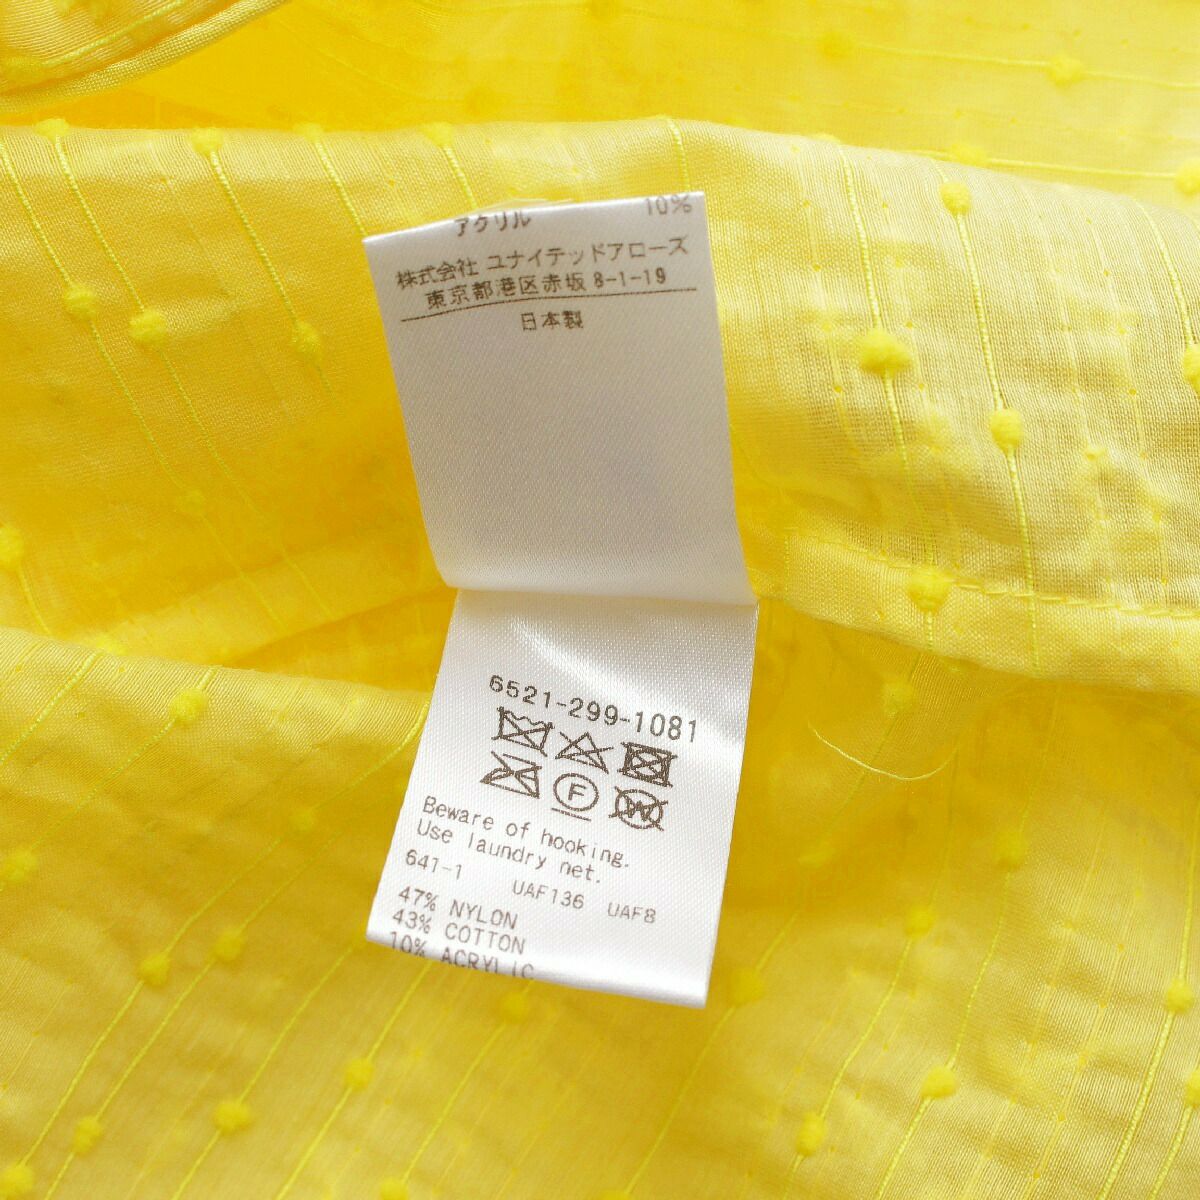 アクリル 10%
株式会社 ユナイテッドアローズ
東京都港区赤坂 8-1-19
日本製
6521-299-1081
F
W
Beware of hooking.
Use laundry net.
641-1 UAF136 UAF8
47% NYLON
43% COTTON
10% ACRYLIC